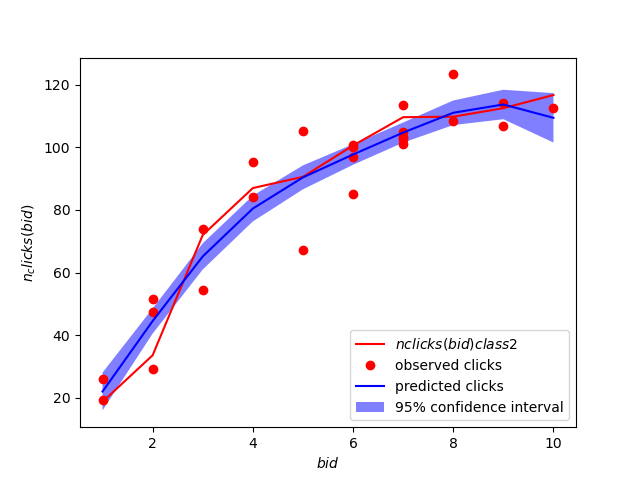 120
100
80
60
40
20
n_clicks(bid)
nclicks(bid)class2
observed clicks
predicted clicks
95% confidence interval
2
4
6
8
10
bid